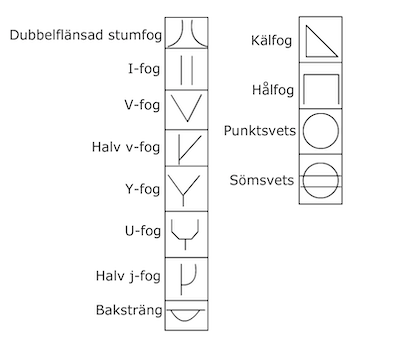 Dubbelflänsad stumfog
I-fog
V-fog
Halv v-fog
Y-fog
U-fog
Halv j-fog
Baksträng
Kälfog
Hålfog
Punktsvets
Sömsvets